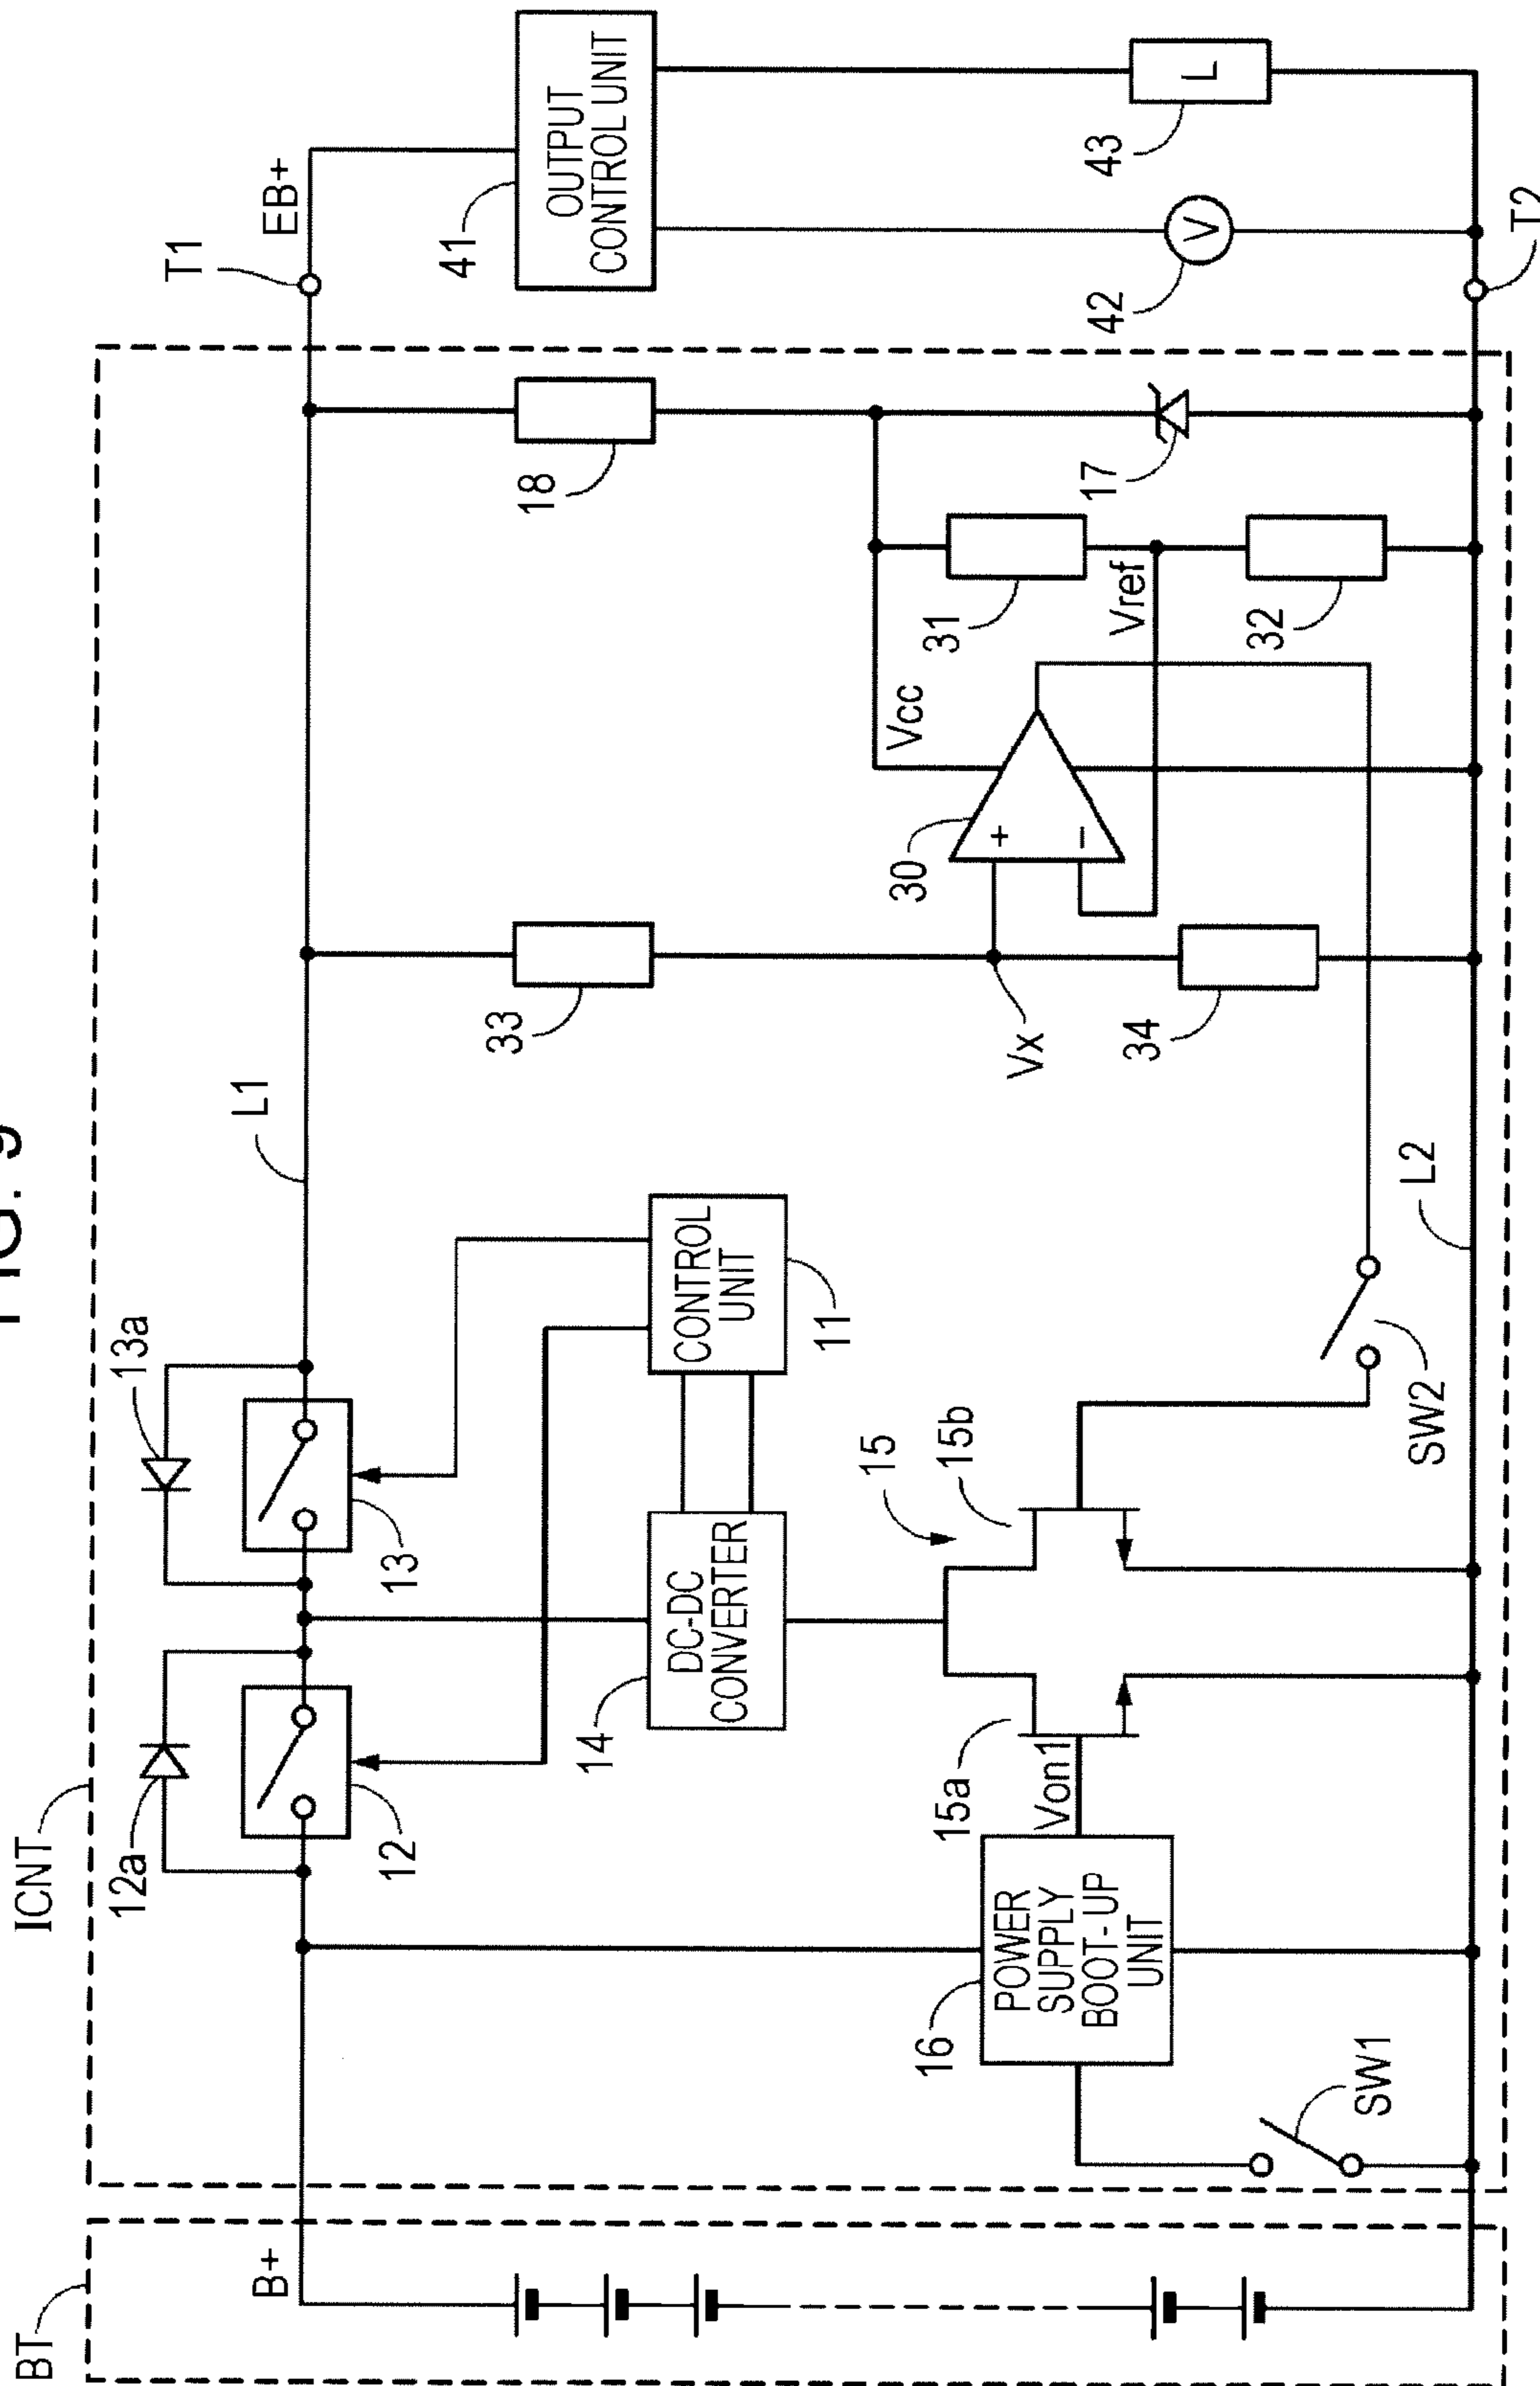 FIG.
BT
ICNT
B+
12a
12
13a
13
L1
T1
EB+
16
POWER
SUPPLY
BOOT-UP
UNIT
SW1
Von1
15a
15
15b
14
DC-DC
CONVERTER
CONTROL
UNIT
11
SW2
L2
33
Vx
34
30
+
−
Vcc
Vref
31
32
18
17
41
OUTPUT
CONTROL UNIT
42
V
43
L
T2